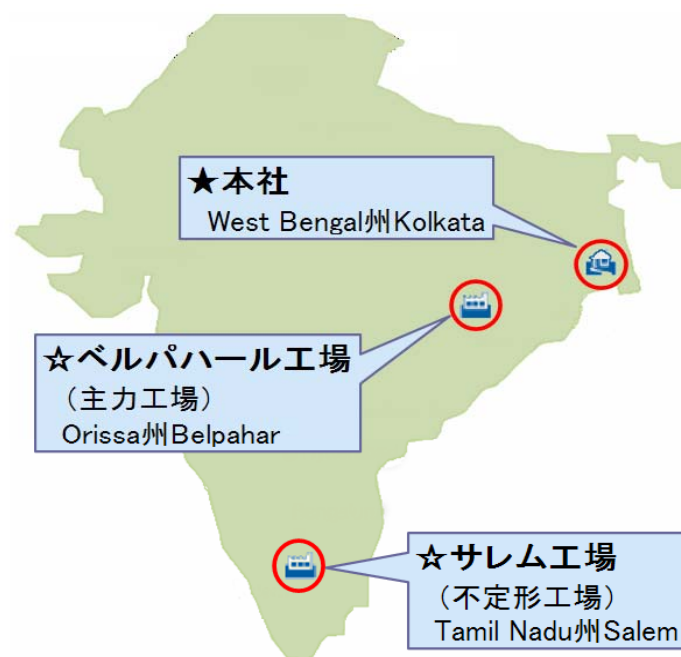 ★本社
West Bengal州Kolkata
☆ベルパハール工場
（主力工場）
Orissa州Belpahar
☆サレム工場
（不定形工場）
Tamil Nadu州Salem